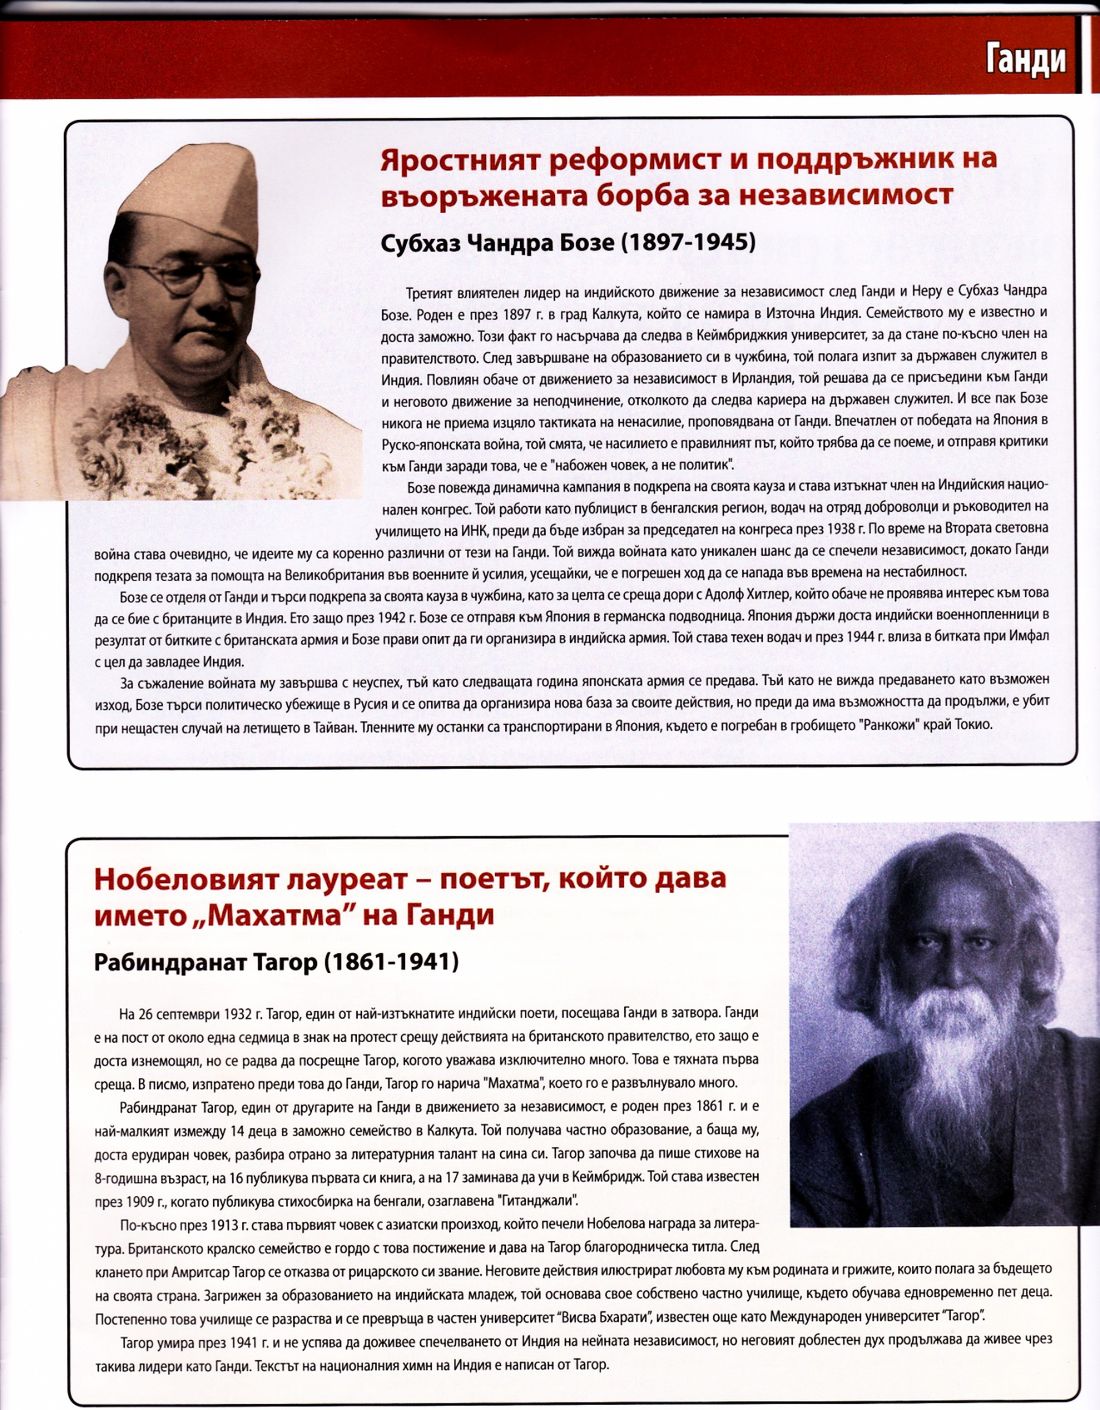 Ганди
Яростният реформист и поддръжник на
въоръжената борба за независимост
Субхаз Чандра Бозе (1897-1945)
Третият влиятелен лидер на индийското движение за независимост след Ганди и Неру е Субхаз Чандра
Бозе. Роден е през 1897 г. в град Калкута, който се намира в Източна Индия. Семейството му е известно и
доста заможно. Този факт го насърчава да следва в Кеймбриджкия университет, за да стане по-късно член на
правителството. След завършване на образованието си в чужбина, той полага изпит за държавен служител в
Индия. Повлиян обаче от движението за независимост в Ирландия, той решава да се присъедини към Ганди
и неговото движение за неподчинение, отколкото да следва кариера на държавен служител. И все пак Бозе
никога не приема изцяло тактиката на ненасилие, проповядвана от Ганди. Впечатлен от победата на Япония в
Руско-японската война, той смята, че насилието е правилният път, който трябва да се поеме, и отправя критики
към Ганди заради това, че е "набожен човек, а не политик".
Бозе повежда динамична кампания в подкрепа на своята кауза и става изтъкнат член на Индийския нацио-
нален конгрес. Той работи като публицист в бенгалския регион, водач на отряд доброволци и ръководител на
училището на ИНК, преди да бъде избран за председател на конгреса през 1938 г. По време на Втората световна
война става очевидно, че идеите му са коренно различни от тези на Ганди. Той вижда войната като уникален шанс да се спечели независимост, докато Ганди
подкрепя тезата за помощта на Великобритания във военните й усилия, усещайки, че е погрешен ход да се напада във времена на нестабилност.
Бозе се отделя от Ганди и търси подкрепа за своята кауза в чужбина, като за целта се среща дори с Адолф Хитлер, който обаче не проявява интерес към това
да се бие с британците в Индия. Ето защо през 1942 г. Бозе се отправя към Япония в германска подводница. Япония държи доста индийски военнопленници в
резултат от битките с британската армия и Бозе прави опит да ги организира в индийска армия. Той става техен водач и през 1944 г. влиза в битката при Имфал
с цел да завладее Индия.
За съжаление войната му завършва с неуспех, тъй като следващата година японската армия се предава. Тъй като не вижда предаването като възможен
изход, Бозе търси политическо убежище в Русия и се опитва да организира нова база за своите действия, но преди да има възможността да продължи, е убит
при нещастен случай на летището в Тайван. Тленните му останки са транспортирани в Япония, където е погребан в гробището "Ранкожи" край Токио.
Нобеловият лауреат – поетът, който дава
името „Махатма” на Ганди
Рабиндранат Тагор (1861-1941)
На 26 септември 1932 г. Тагор, един от най-изтъкнатите индийски поети, посещава Ганди в затвора. Ганди
е на пост от около една седмица в знак на протест срещу действията на британското правителство, ето защо е
доста изнемощял, но се радва да посрещне Тагор, когото уважава изключително много. Това е тяхната първа
среща. В писмо, изпратено преди това до Ганди, Тагор го нарича "Махатма", което го е развълнувало много.
Рабиндранат Тагор, един от другарите на Ганди в движението за независимост, е роден през 1861 г. и е
най-малкият измежду 14 деца в заможно семейство в Калкута. Той получава частно образование, а баща му,
доста ерудиран човек, разбира отрано за литературния талант на сина си. Тагор започва да пише стихове на
8-годишна възраст, на 16 публикува първата си книга, а на 17 заминава да учи в Кеймбридж. Той става известен
през 1909 г., когато публикува стихосбирка на бенгали, озаглавена "Гитанджали".
По-късно през 1913 г. става първият човек с азиатски произход, който печели Нобелова награда за литера-
тура. Британското кралско семейство е гордо с това постижение и дава на Тагор благородническа титла. След
клането при Амритсар Тагор се отказва от рицарското си звание. Неговите действия илюстрират любовта му към родината и грижите, които полага за бъдещето
на своята страна. Загрижен за образованието на индийската младеж, той основава свое собствено частно училище, където обучава едновременно пет деца.
Постепенно това училище се разраства и се превръща в частен университет “Висва Бхарати”, известен още като Международен университет “Тагор”.
Тагор умира през 1941 г. и не успява да доживее спечелването от Индия на нейната независимост, но неговият доблестен дух продължава да живее чрез
такива лидери като Ганди. Текстът на националния химн на Индия е написан от Тагор.